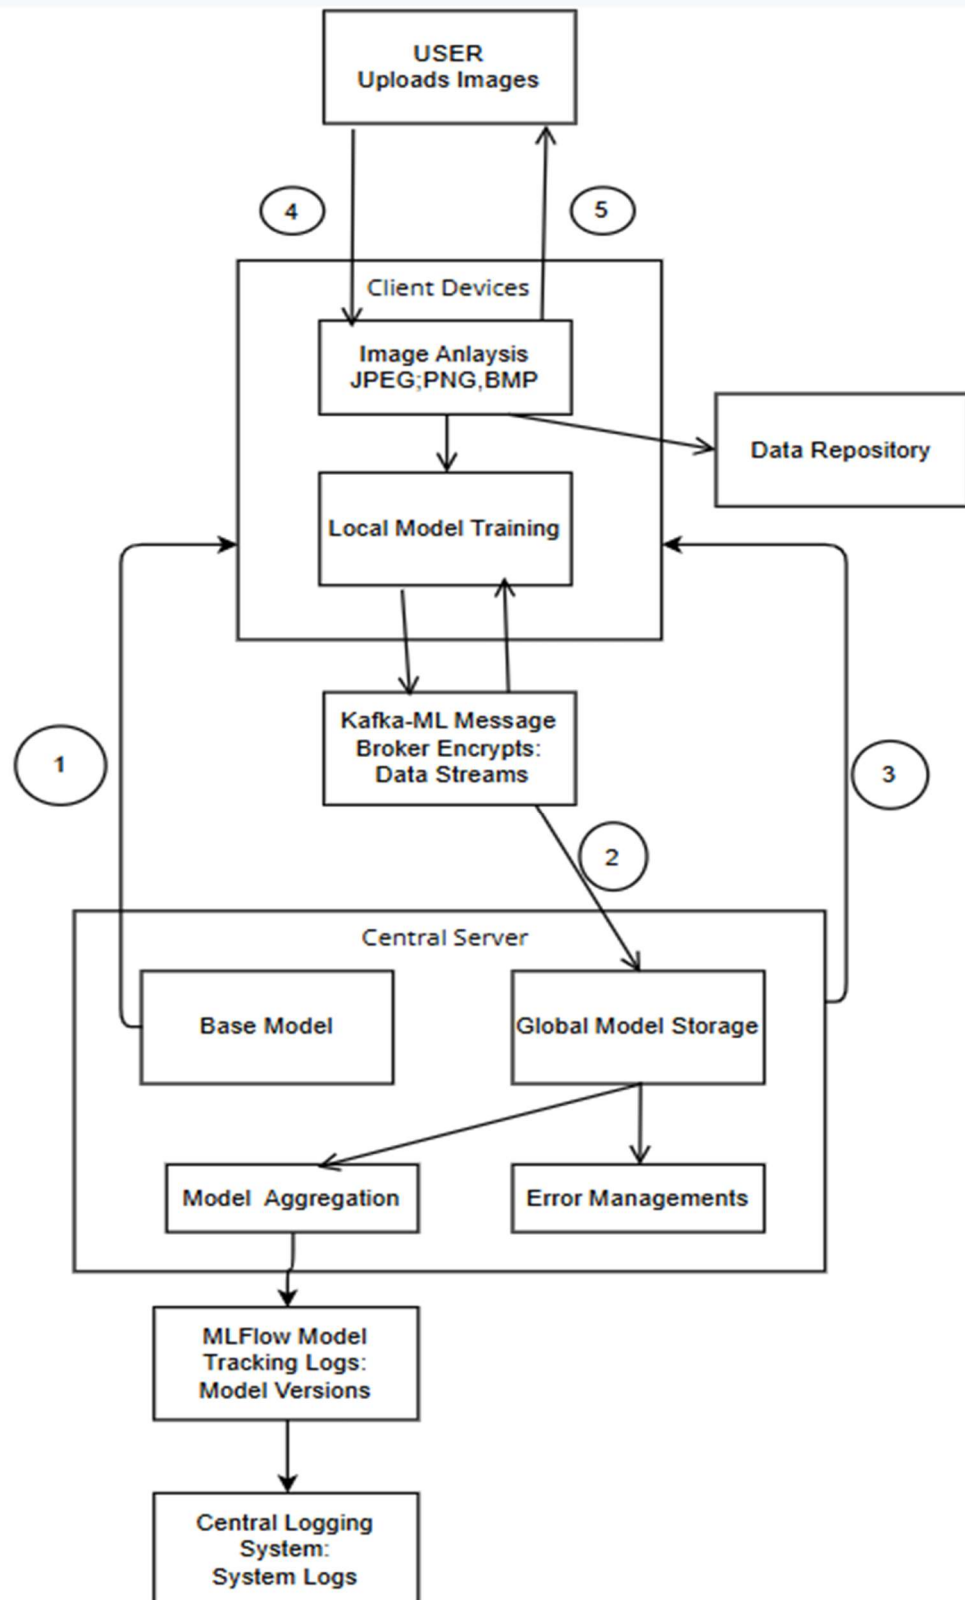 USER
Uploads Images
4
5
Client Devices
Image Anlaysis
JPEG;PNG,BMP
Data Repository
Local Model Training
Kafka-ML Message
Broker Encrypts:
Data Streams
1
3
2
Central Server
Base Model
Global Model Storage
Model  Aggregation
Error Managements
MLFlow Model
Tracking Logs:
Model Versions
Central Logging
System:
System Logs